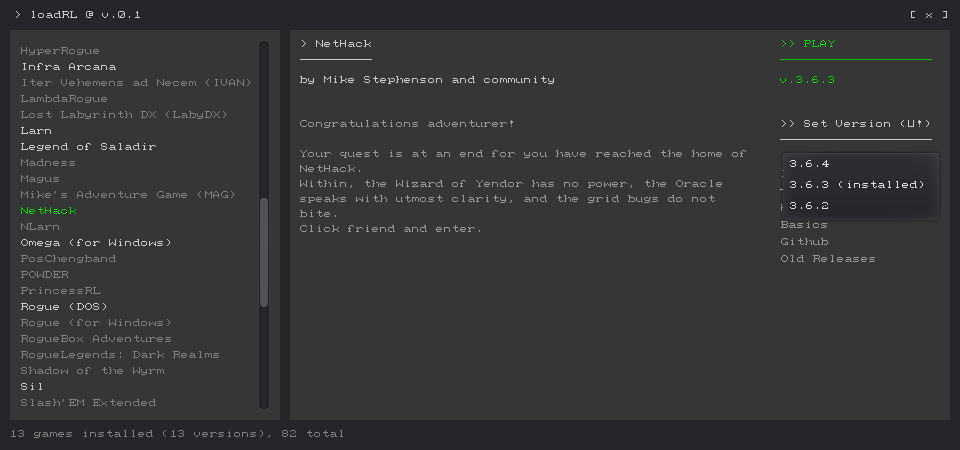 > loadRL @ v.0.1
[ x ]
HyperRogue
Infra Arcana
Iter Vehemens ad Necem (IVAN)
LambdaRogue
Lost Labyrinth DX (LabyDX)
Larn
Legend of Saladir
Madness
Magus
Mike's Adventure Game (MAG)
NetHack
NLarn
Omega (for Windows)
PosChengband
POWDER
PrincessRL
Rogue (DOS)
Rogue (for Windows)
RogueBox Adventures
RogueLegends: Dark Realms
Shadow of the Wyrm
Sil
Slash'EM Extended
> NetHack
by Mike Stephenson and community
Congratulations adventurer!
Your quest is at an end for you have reached the home of
NetHack.
Within, the Wizard of Yendor has no power, the Oracle
speaks with utmost clarity, and the grid bugs do not
bite.
Click friend and enter.
>> PLAY
v.3.6.3
>> Set Version (U!)
3.6.4
3.6.3 (installed)
3.6.2
Basics
Github
Old Releases
13 games installed (13 versions), 82 total